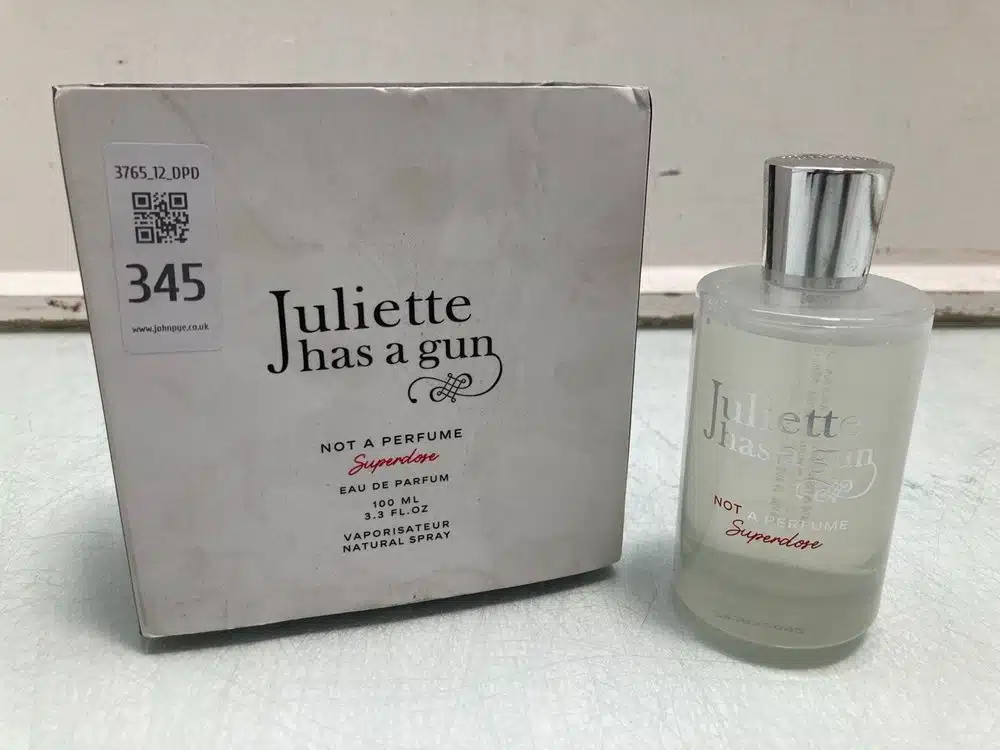 3765_12_DPD
345
www.johnpye.co.uk
Juliette
has a gun
NOT A PERFUME
Superdose
EAU DE PARFUM
100 ML
3.3 FL.OZ
VAPORISATEUR
NATURAL SPRAY
Juliette
has a gun
NOT A PERFUME
Superdose